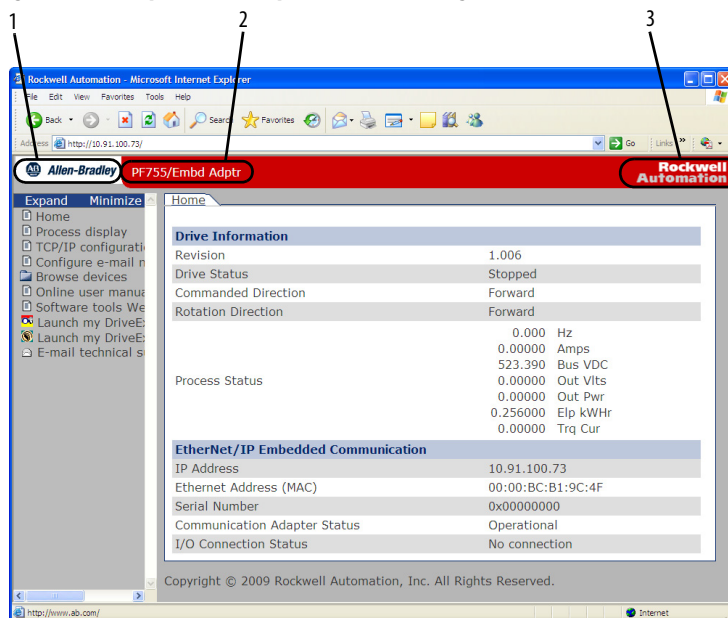 1 2 3
Rockwell Automation - Microsoft Internet Explorer
File Edit View Favorites Tools Help
Back Search Favorites
Address http://10.91.100.73/ Go Links »
AB Allen-Bradley PF755/Embd Adptr Rockwell Automation
Expand Minimize
Home
Process display
TCP/IP configurati
Configure e-mail n
Browse devices
Online user manua
Software tools We
Launch my DriveE
Launch my DriveE
E-mail technical s
Home
Drive Information
Revision 1.006
Drive Status Stopped
Commanded Direction Forward
Rotation Direction Forward
Process Status
0.000 Hz
0.00000 Amps
523.390 Bus VDC
0.00000 Out Vlts
0.00000 Out Pwr
0.256000 Elp kWHr
0.00000 Trq Cur
EtherNet/IP Embedded Communication
IP Address 10.91.100.73
Ethernet Address (MAC) 00:00:BC:B1:9C:4F
Serial Number 0x00000000
Communication Adapter Status Operational
I/O Connection Status No connection
Copyright © 2009 Rockwell Automation, Inc. All Rights Reserved.
http://www.ab.com/ Internet